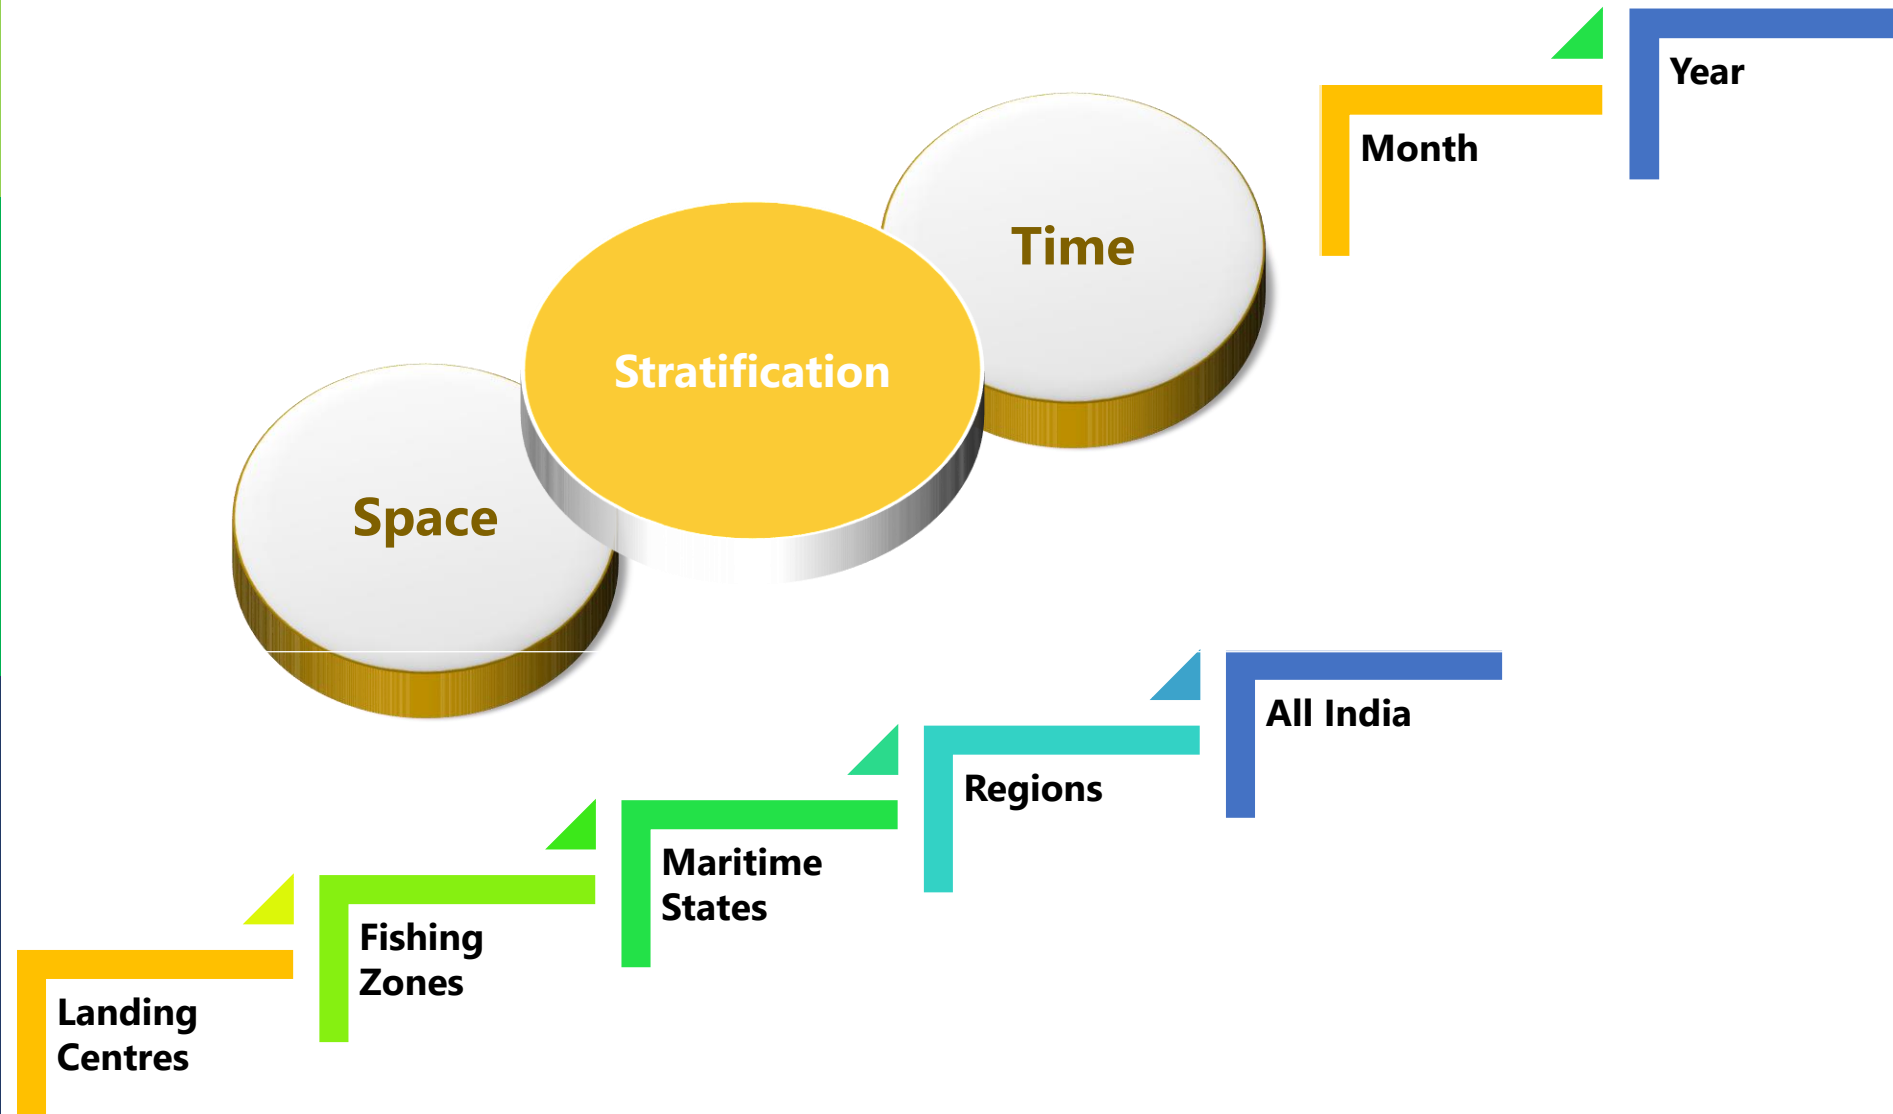 Year
Month
Time
Stratification
Space
All India
Regions
Maritime
States
Fishing
Zones
Landing
Centres